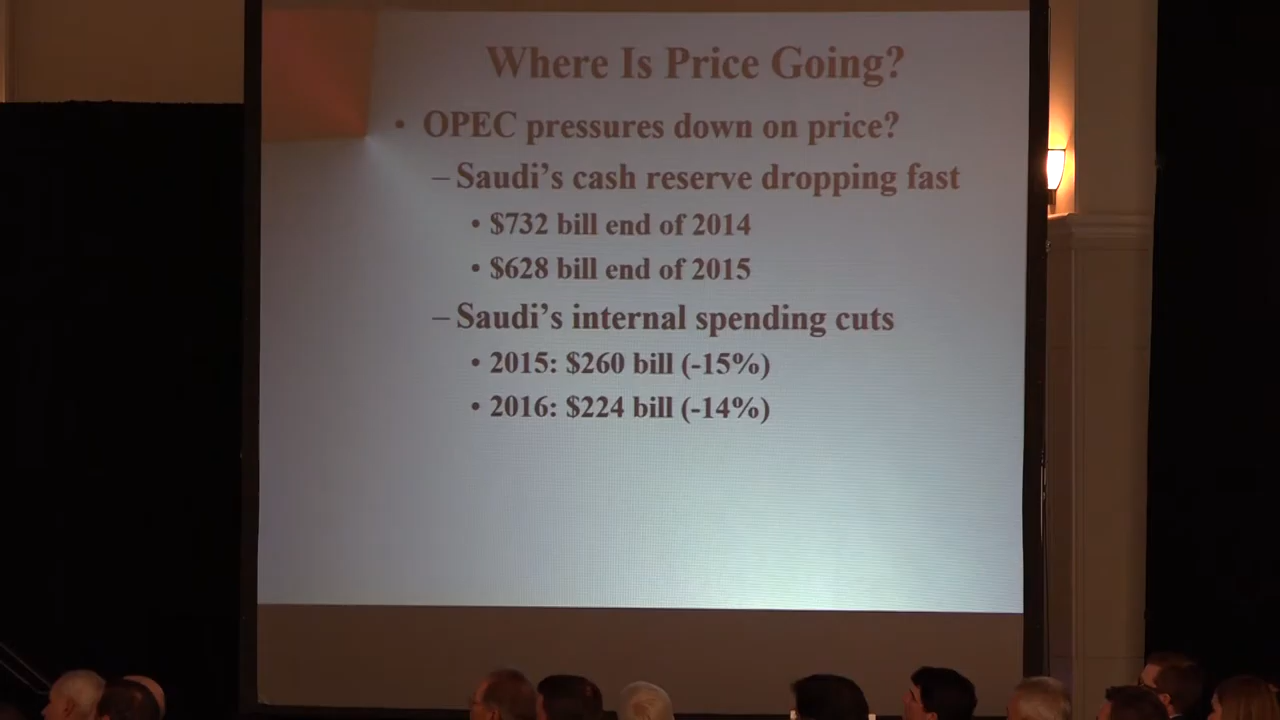 Where Is Price Going?
• OPEC pressures down on price?
– Saudi's cash reserve dropping fast
• $732 bill end of 2014
• $628 bill end of 2015
– Saudi's internal spending cuts
• 2015: $260 bill (-15%)
• 2016: $224 bill (-14%)